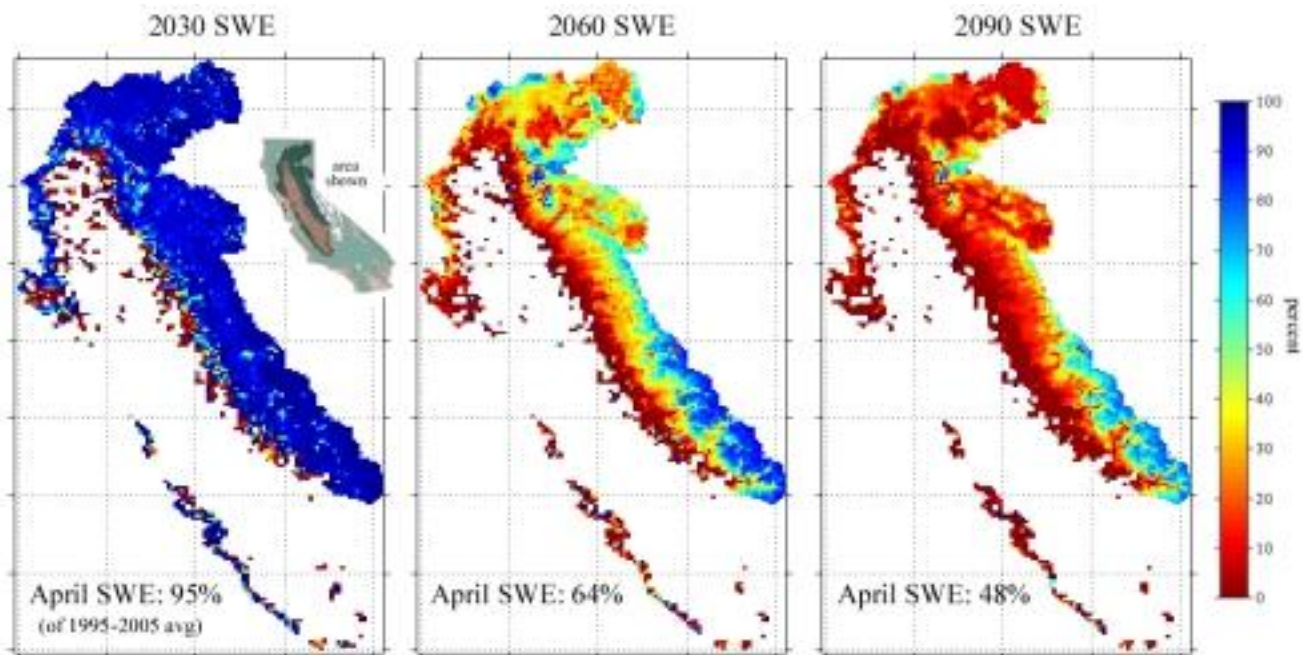 2030 SWE
2060 SWE
2090 SWE
area
shown
100
90
80
70
60
50
40
30
20
10
0
percent
April SWE: 95%
(of 1995-2005 avg)
April SWE: 64%
April SWE: 48%